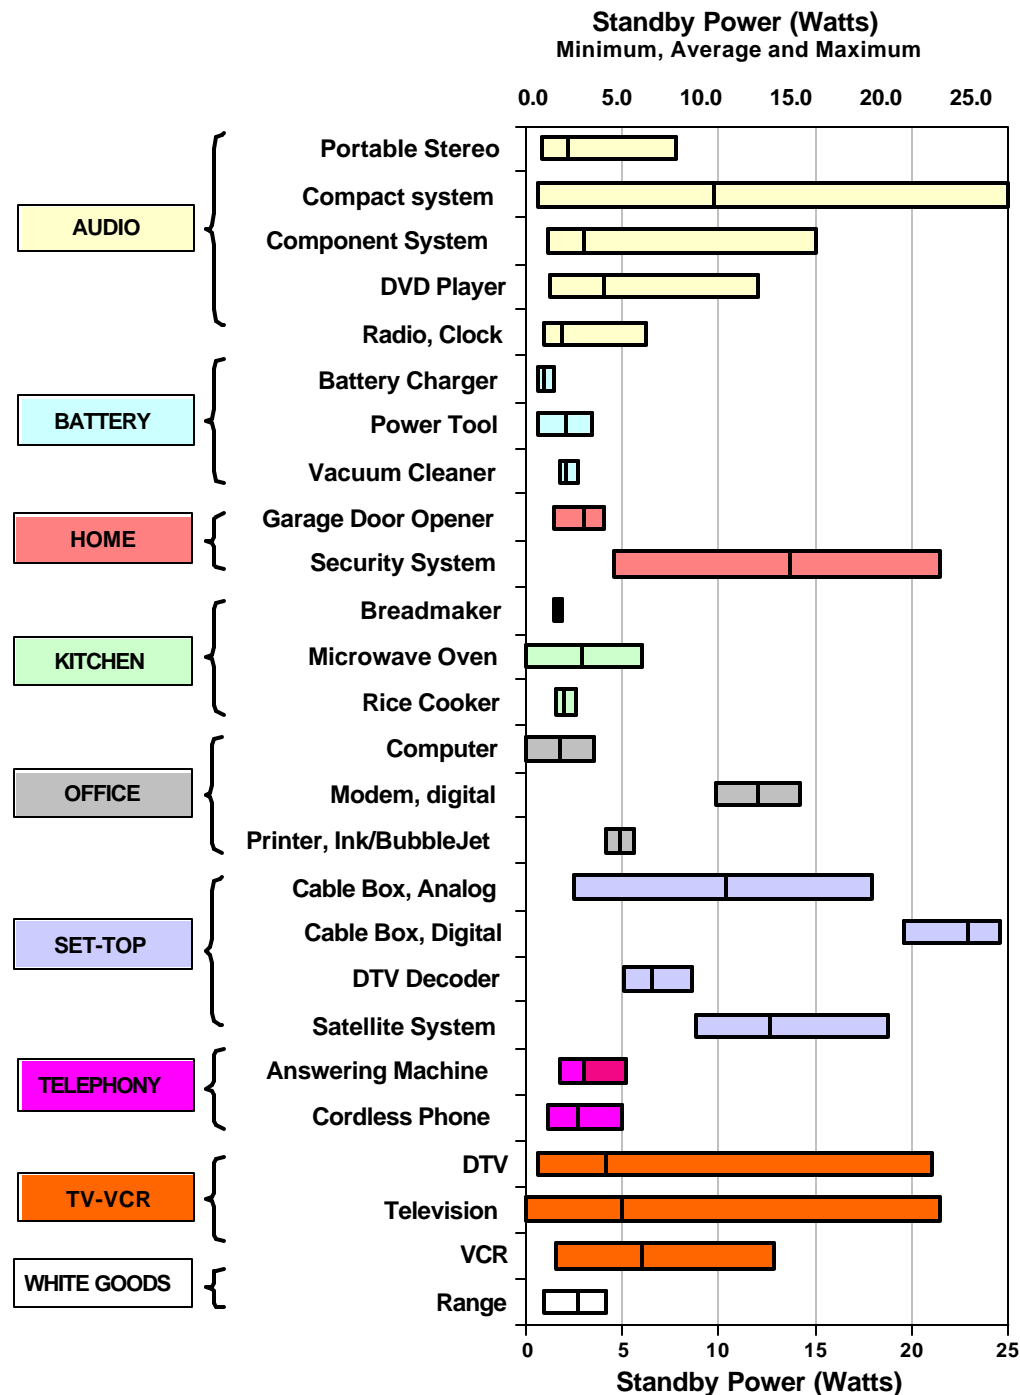 Standby Power (Watts)
Minimum, Average and Maximum
0.0 5.0 10.0 15.0 20.0 25.0
Portable Stereo
Compact system
AUDIO
Component System
DVD Player
Radio, Clock
Battery Charger
BATTERY
Power Tool
Vacuum Cleaner
Garage Door Opener
HOME
Security System
Breadmaker
KITCHEN
Microwave Oven
Rice Cooker
Computer
OFFICE
Modem, digital
Printer, Ink/BubbleJet
Cable Box, Analog
Cable Box, Digital
SET-TOP
DTV Decoder
Satellite System
Answering Machine
TELEPHONY
Cordless Phone
DTV
TV-VCR
Television
VCR
WHITE GOODS
Range
0 5 10 15 20 25
Standby Power (Watts)